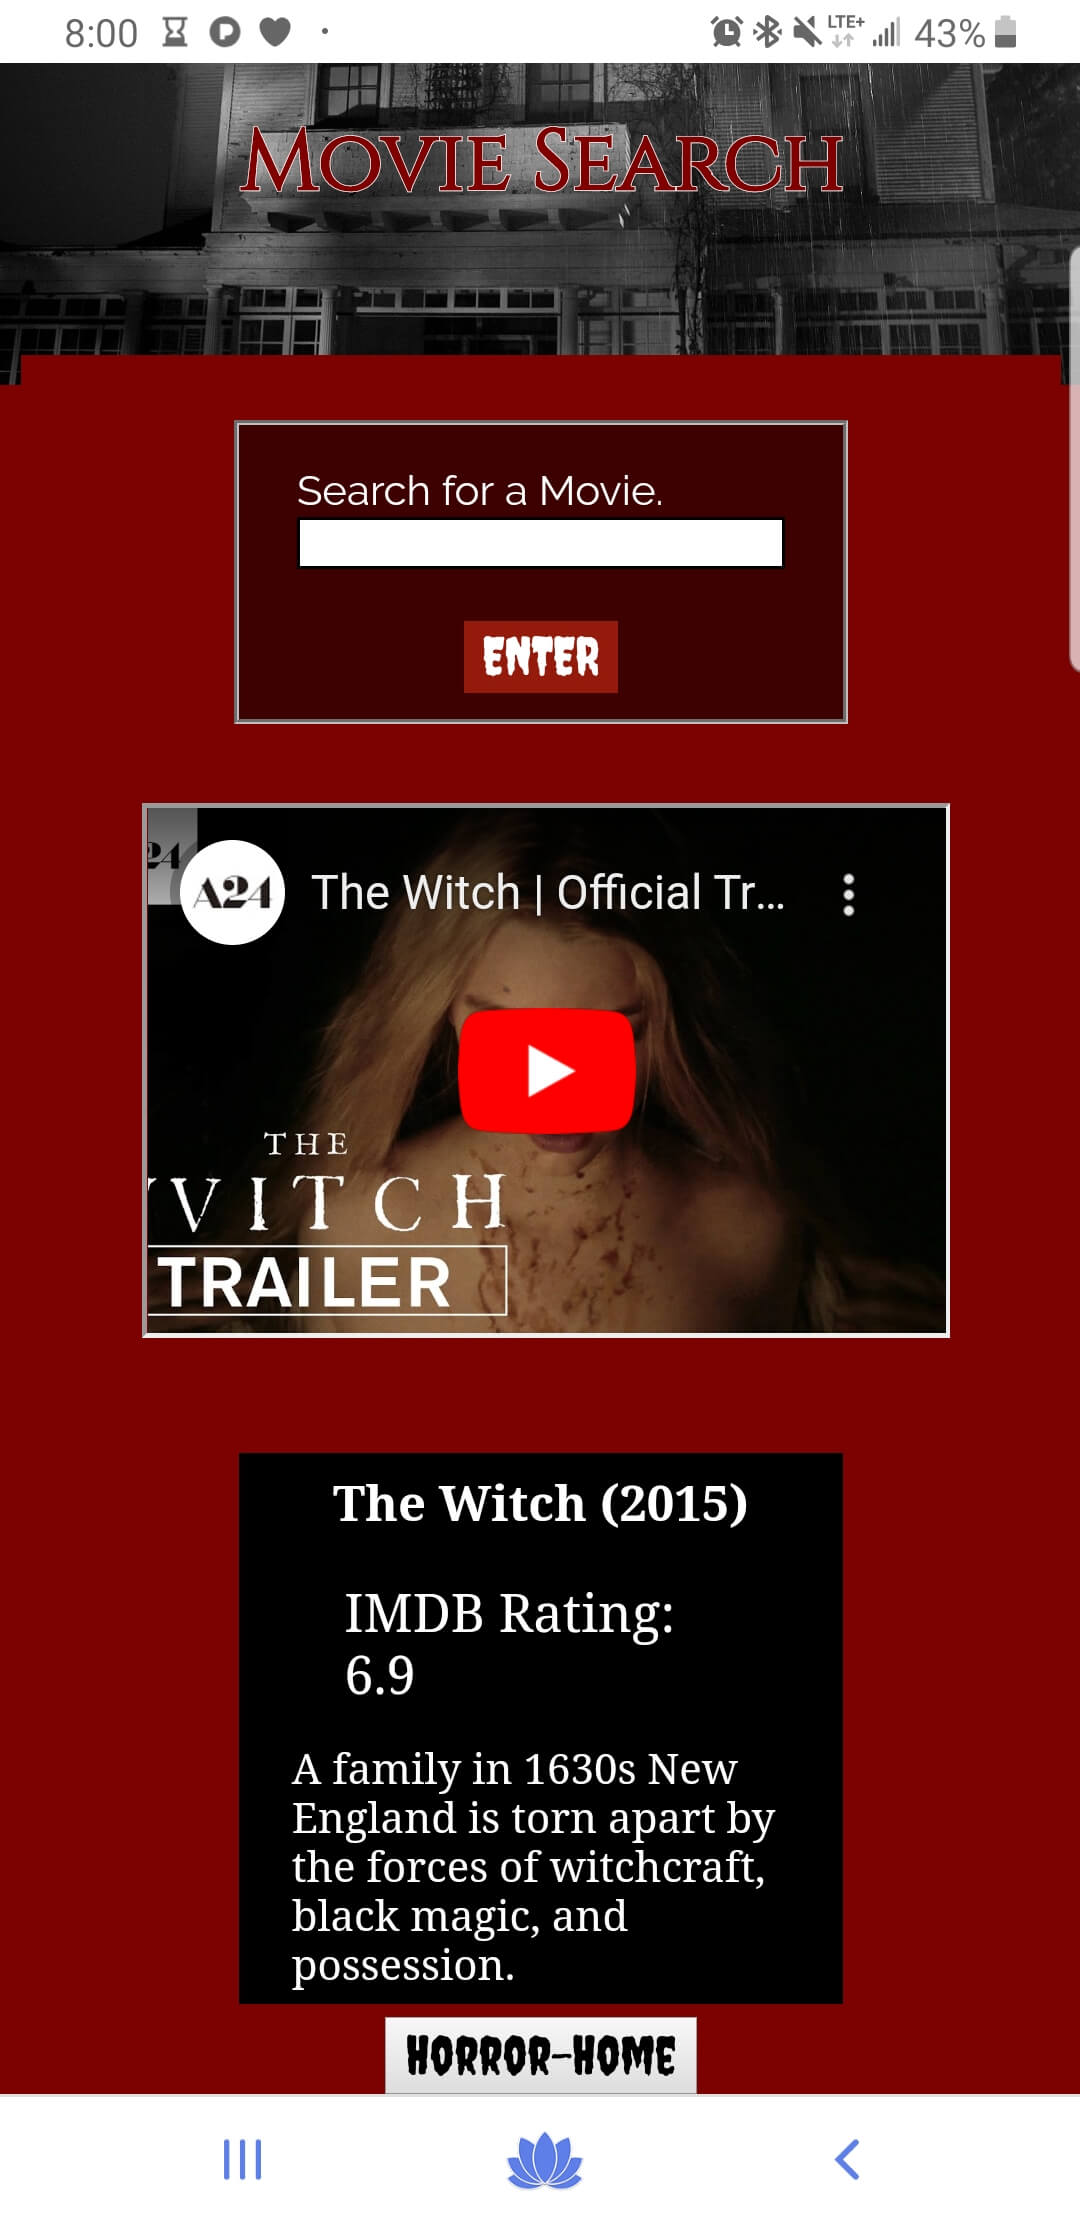 8:00
LTE+
43%
Movie Search
Search for a Movie.
ENTER
24
A24
The Witch | Official Tr...
THE
VVITCH
TRAILER
The Witch (2015)
IMDB Rating:
6.9
A family in 1630s New
England is torn apart by
the forces of witchcraft,
black magic, and
possession.
HORROR-HOME